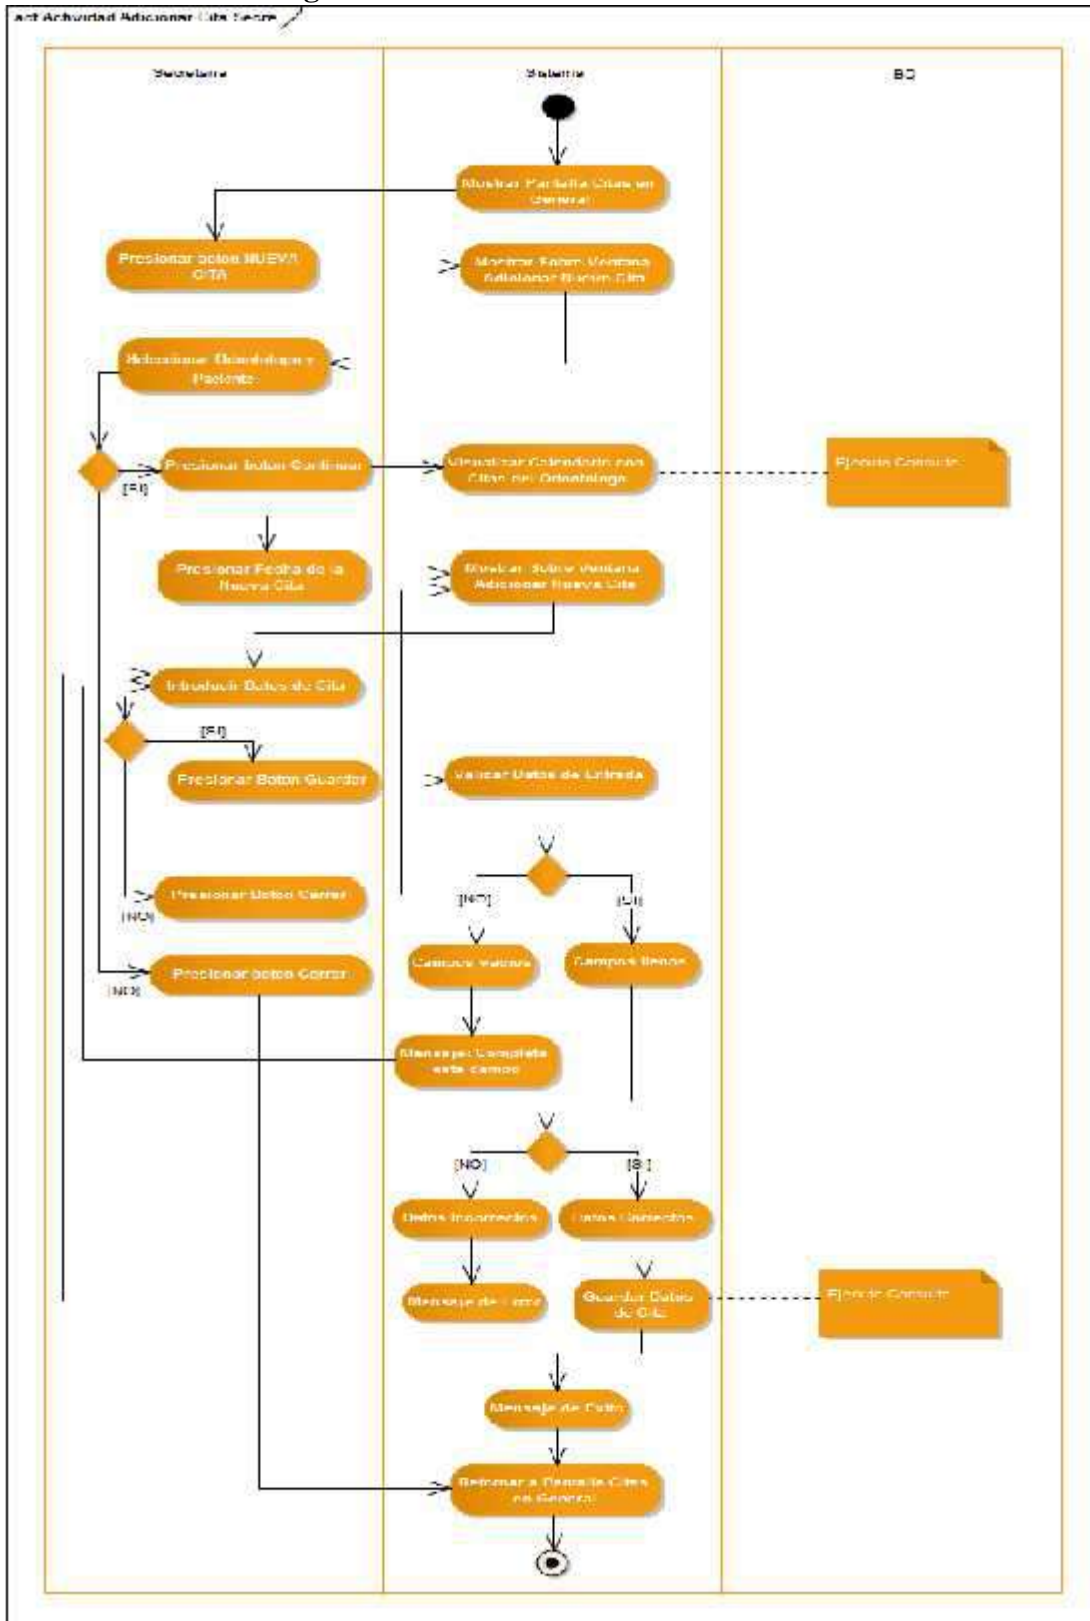 act Actividad Adicionar Cita Secre
Secretaria
Sistema
BD
Mostrar Pantalla Citas en
General
Presionar boton NUEVA
CITA
Mostrar Sobre Ventana
Adicionar Nueva Cita
Seleccionar Odontologo y
Paciente
Presionar boton Continuar
[SI]
Visualizar Calendario con
Citas del Odontologo
Ejecuta Consulta
Presionar Fecha de la
Nueva Cita
Mostrar Sobre Ventana
Adicionar Nueva Cita
Introducir Datos de Cita
[SI]
Presionar Boton Guardar
Validar Datos de Entrada
Presionar Boton Cerrar
[NO]
[NO]
[SI]
Presionar boton Cerrar
[NO]
Campos vacios
Campos llenos
Mensaje: Complete
este campo
[NO]
[SI]
Datos Incorrectos
Datos Correctos
Mensaje de Error
Guardar Datos
de Cita
Ejecuta Consulta
Mensaje de Exito
Retornar a Pantalla Citas
en General